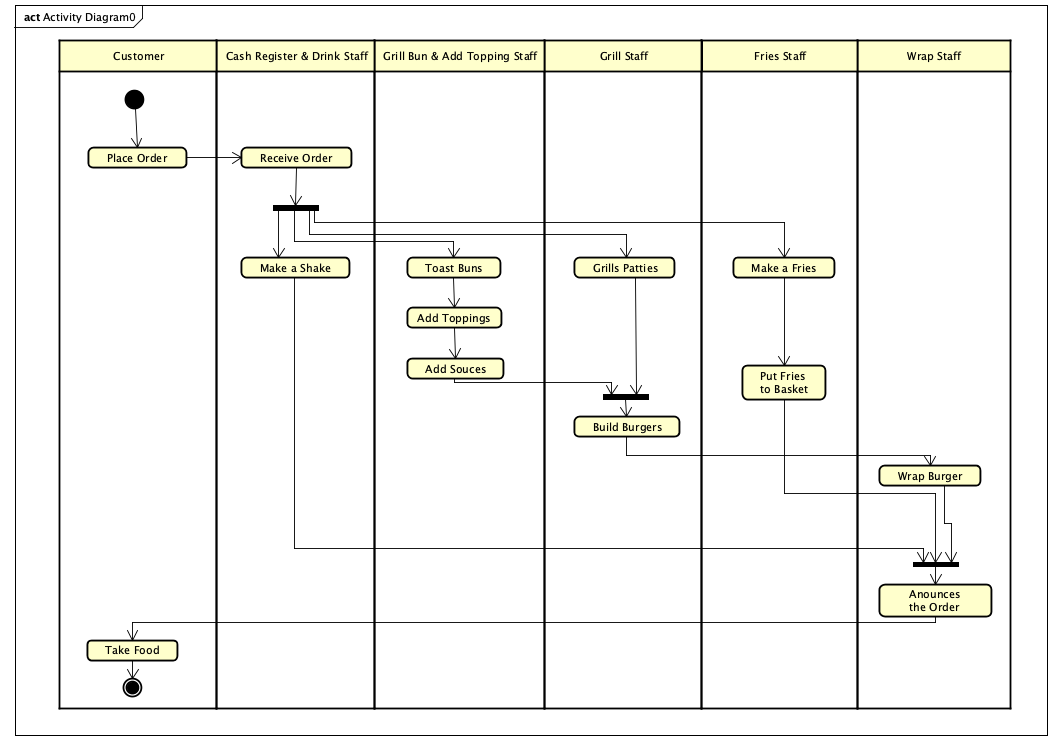 act Activity Diagram0
Customer
Cash Register & Drink Staff
Grill Bun & Add Topping Staff
Grill Staff
Fries Staff
Wrap Staff
Place Order
Receive Order
Make a Shake
Toast Buns
Grills Patties
Make a Fries
Add Toppings
Add Souces
Put Fries
to Basket
Build Burgers
Wrap Burger
Anounces
the Order
Take Food